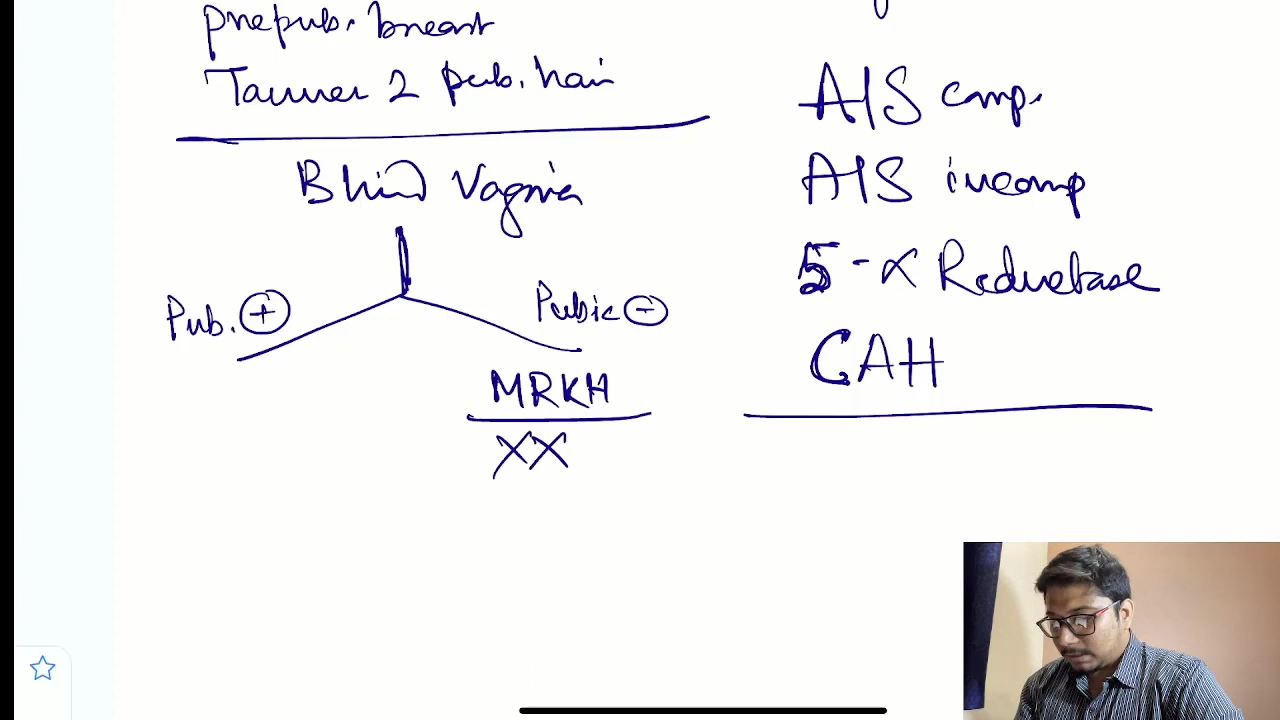 prepub. breast
Tanner 2 pub. hair
Blind Vagina
Pub. +
Pubic -
MRKH
XX
AIS comp.
AIS incomp
5-α Reductase
CAH